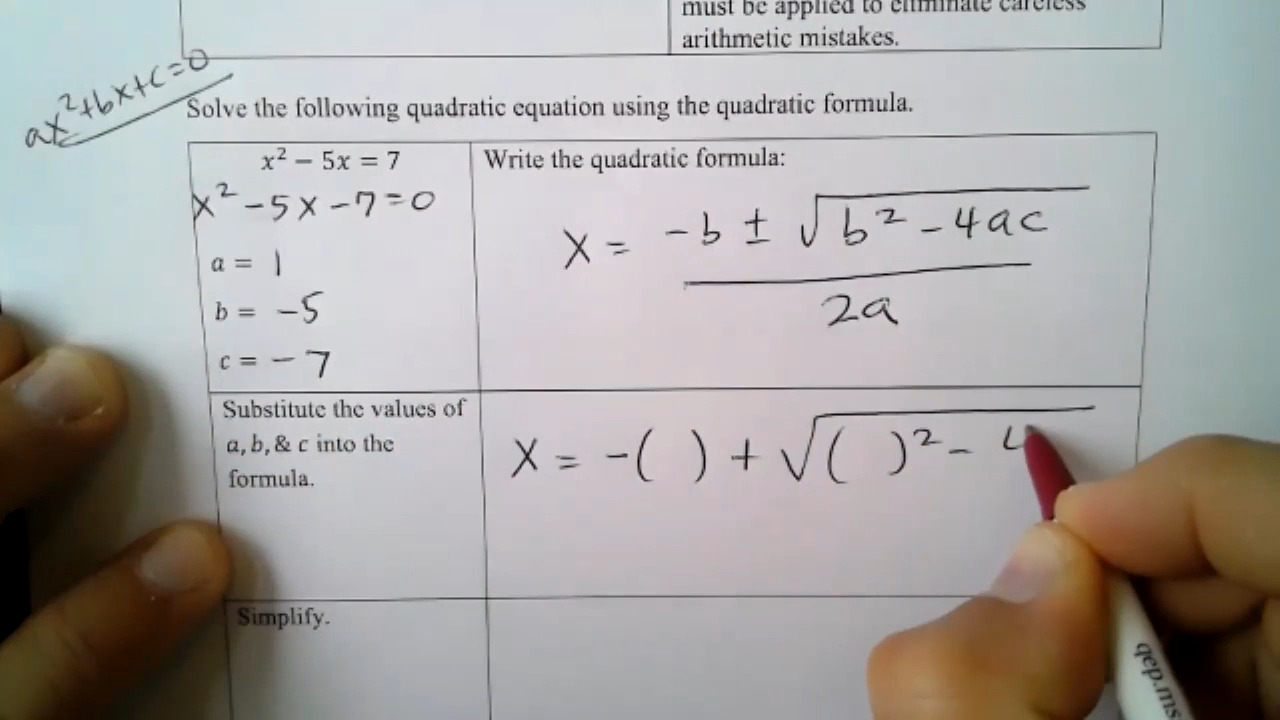 must be applied to eliminate careless
arithmetic mistakes.
ax²+bx+c=0
Solve the following quadratic equation using the quadratic formula.
x² − 5x = 7
x² −5x −7=0
a = 1
b = −5
c = −7
Write the quadratic formula:
x = -b ± √b² − 4ac
2a
Substitute the values of
a, b, & c into the
formula.
x = -( ) + √( )² − 4
Simplify.
qep.ms